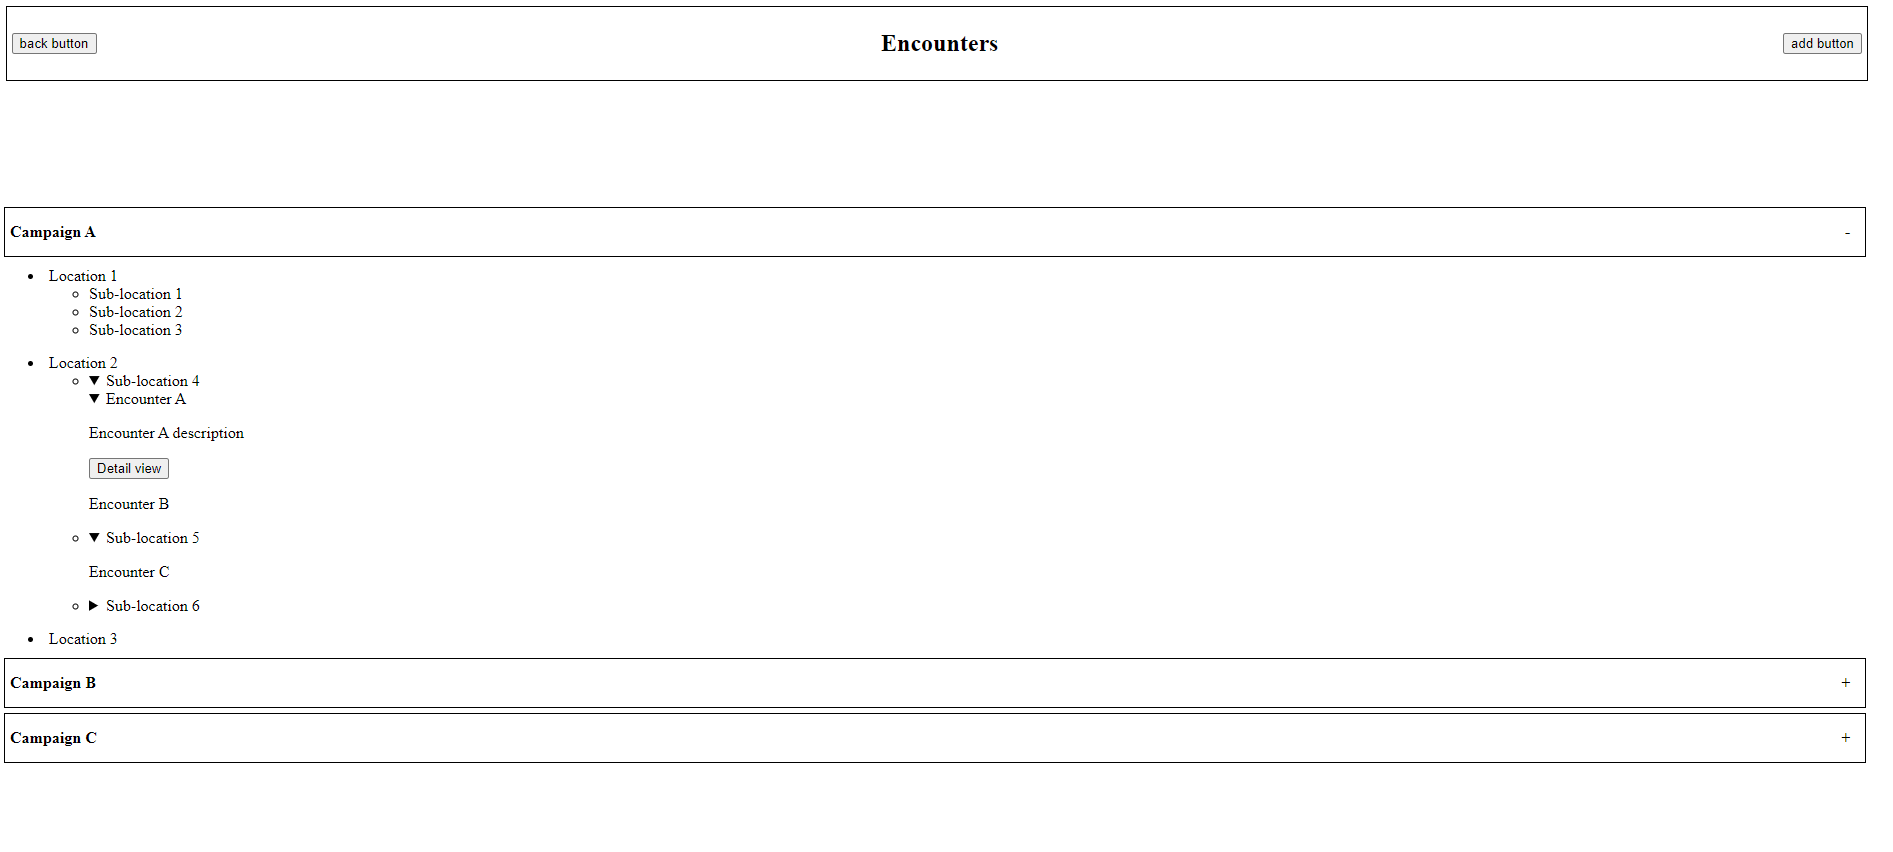 back button
Encounters
add button
Campaign A
-
Location 1
Sub-location 1
Sub-location 2
Sub-location 3
Location 2
Sub-location 4
Encounter A
Encounter A description
Detail view
Encounter B
Sub-location 5
Encounter C
Sub-location 6
Location 3
Campaign B
+
Campaign C
+